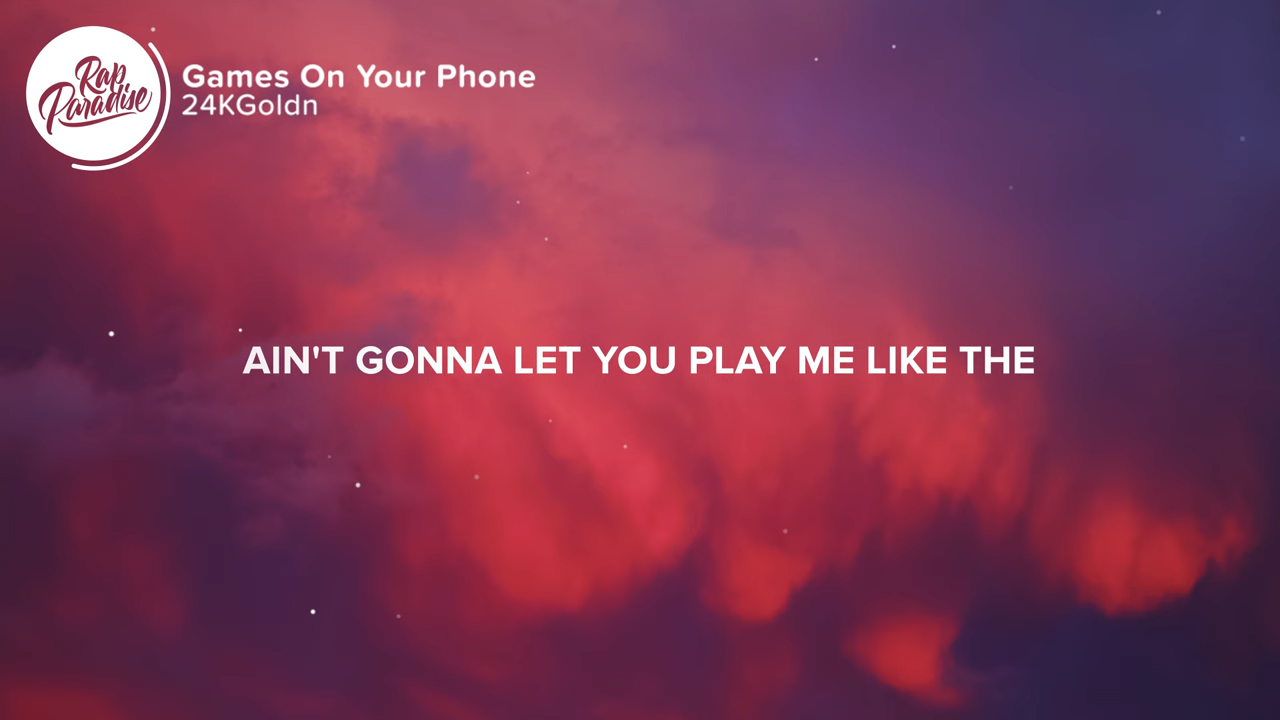 Rap
Paradise
Games On Your Phone
24KGoldn
AIN'T GONNA LET YOU PLAY ME LIKE THE